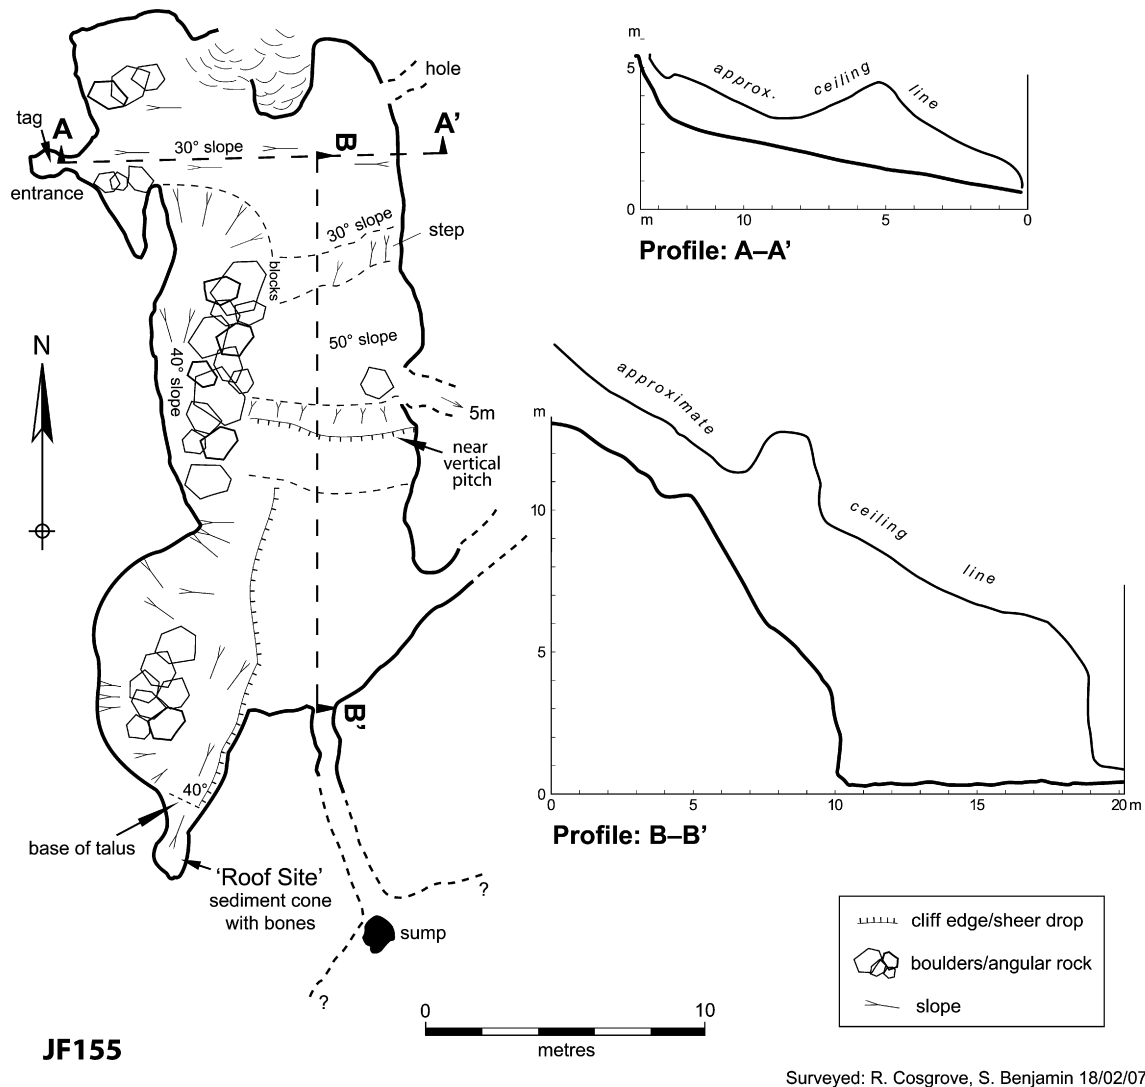 tag
A
entrance
30° slope
B
A'
hole
30° slope
step
blocks
40° slope
50° slope
5m
near
vertical
pitch
N
B'
40°
base of talus
'Roof Site'
sediment cone
with bones
sump
?
?
0 10
metres
JF155
m
5
0
m 10 5 0
approx. ceiling line
Profile: A–A'
m
10
5
0
0 5 10 15 20 m
approximate ceiling line
Profile: B–B'
cliff edge/sheer drop
boulders/angular rock
slope
Surveyed: R. Cosgrove, S. Benjamin 18/02/07